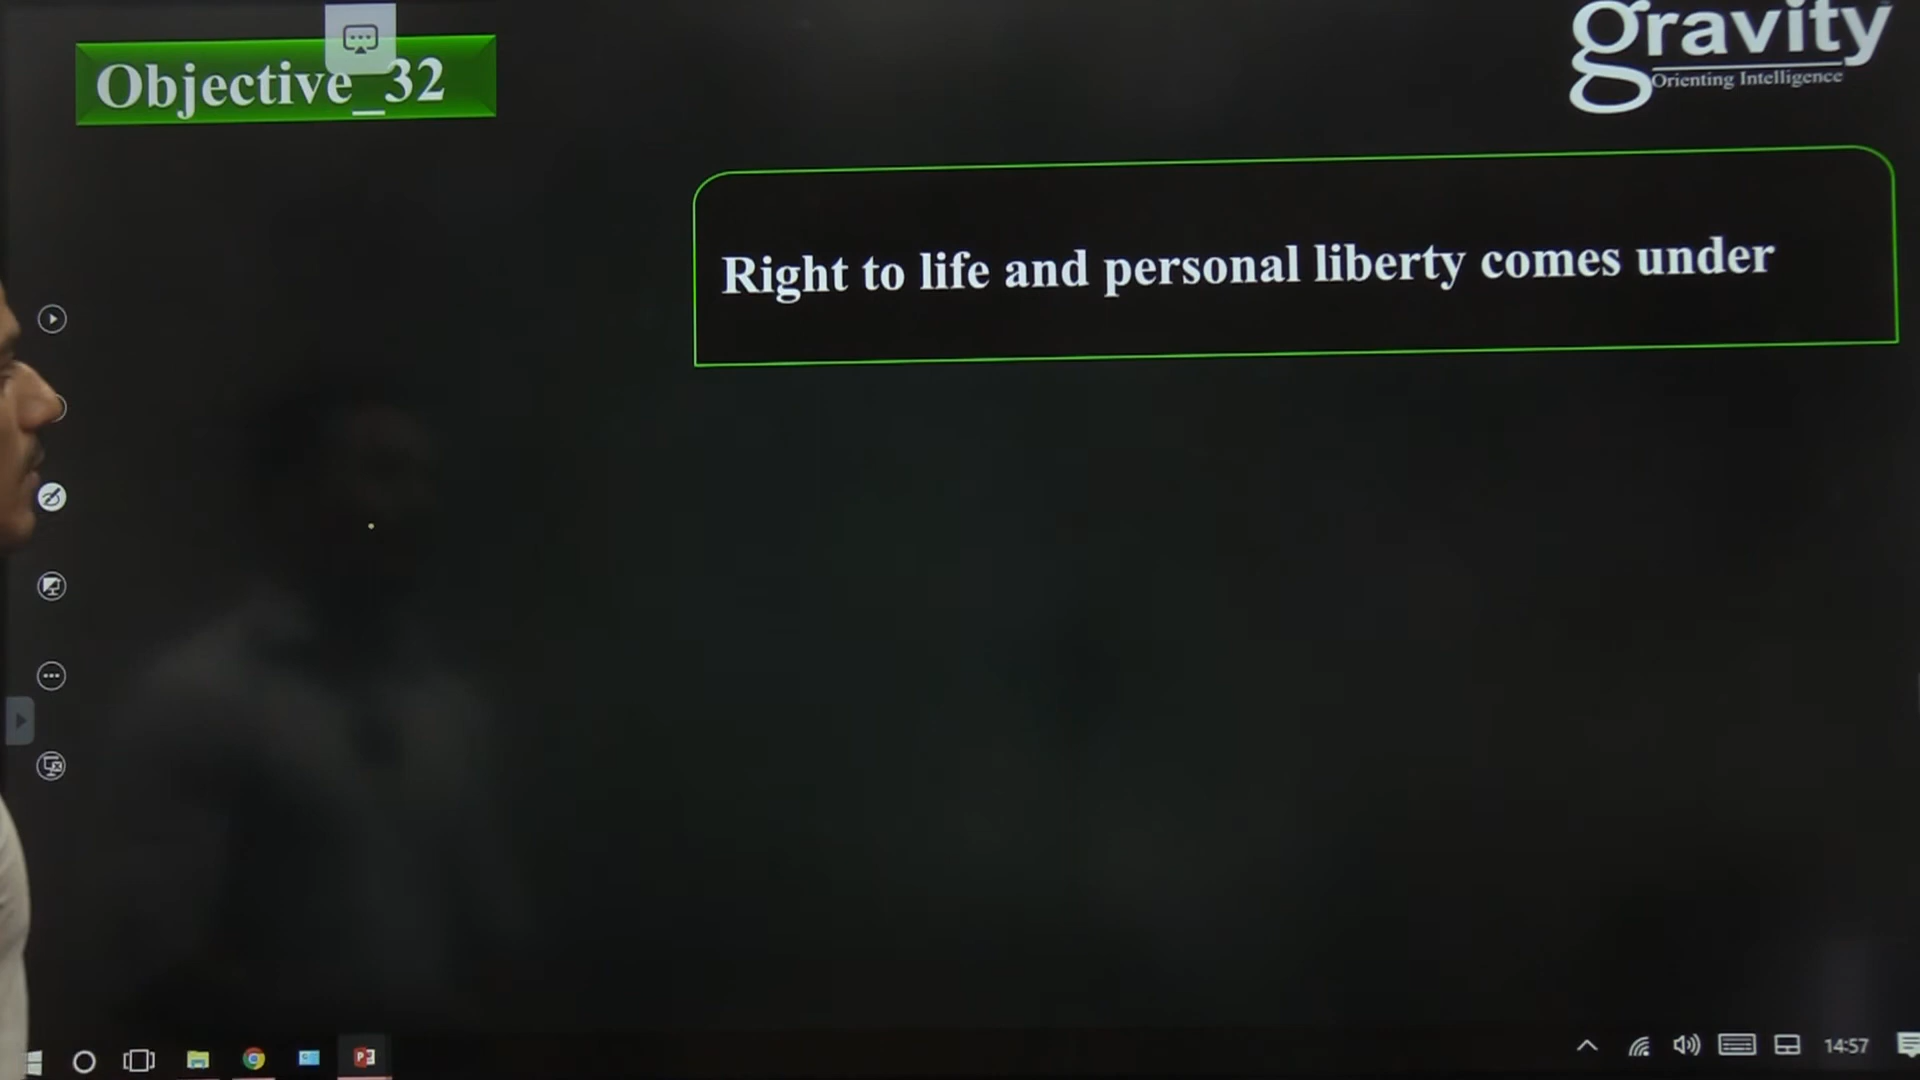 Objective_32
gravity
Orienting Intelligence
Right to life and personal liberty comes under
14:57